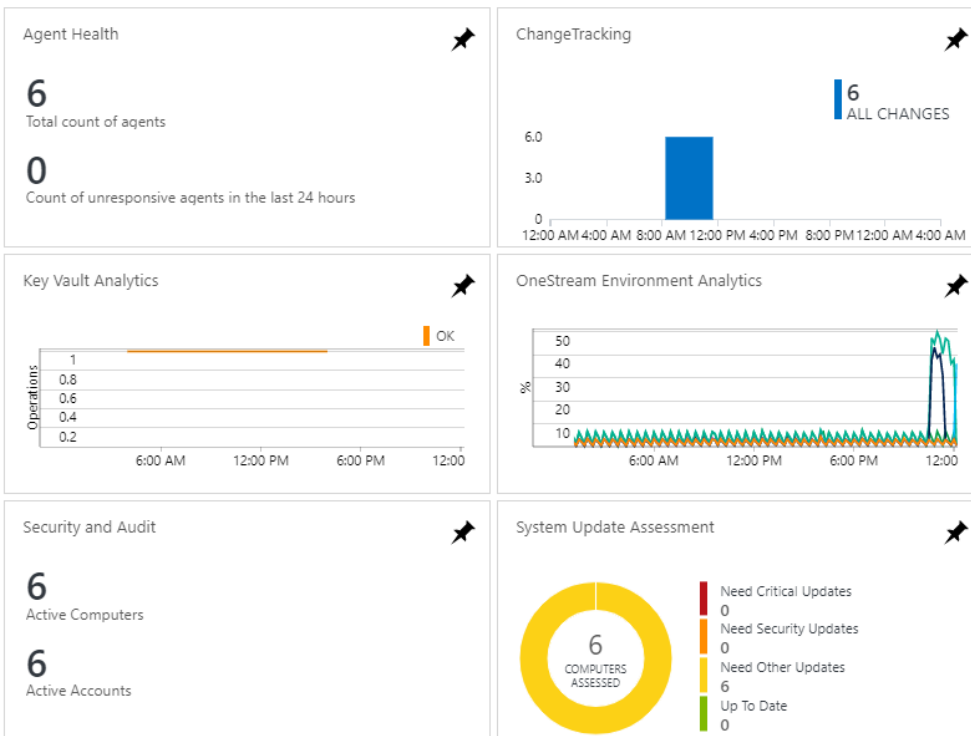 Agent Health
6
Total count of agents
0
Count of unresponsive agents in the last 24 hours
ChangeTracking
6
ALL CHANGES
6.0
3.0
0
12:00 AM 4:00 AM 8:00 AM 12:00 PM 4:00 PM 8:00 PM 12:00 AM 4:00 AM
Key Vault Analytics
OK
Operations
1
0.8
0.6
0.4
0.2
6:00 AM 12:00 PM 6:00 PM 12:00
OneStream Environment Analytics
%
50
40
30
20
10
6:00 AM 12:00 PM 6:00 PM 12:00
Security and Audit
6
Active Computers
6
Active Accounts
System Update Assessment
6
COMPUTERS
ASSESSED
Need Critical Updates
0
Need Security Updates
0
Need Other Updates
6
Up To Date
0